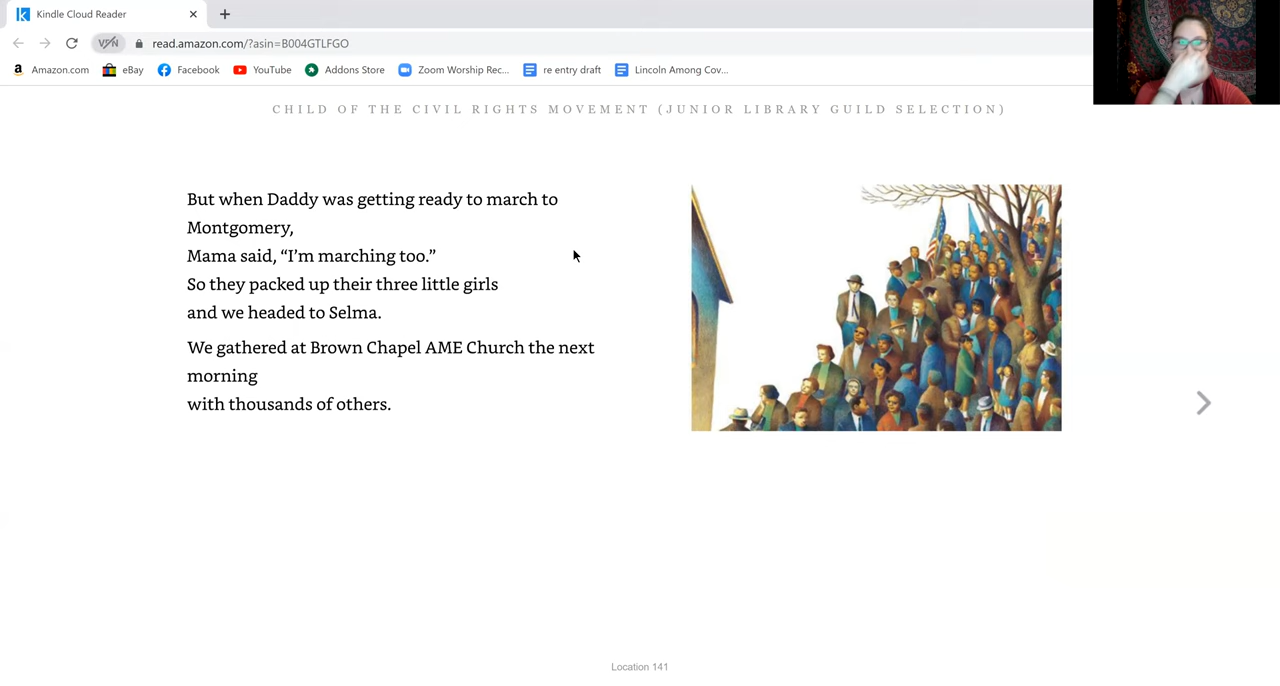 Kindle Cloud Reader
VPN
read.amazon.com/?asin=B004GTLFGO
Amazon.com
eBay
Facebook
YouTube
Addons Store
Zoom Worship Rec...
re entry draft
Lincoln Among Cov...
CHILD OF THE CIVIL RIGHTS MOVEMENT (JUNIOR LIBRARY GUILD SELECTION)
But when Daddy was getting ready to march to
Montgomery,
Mama said, “I’m marching too.”
So they packed up their three little girls
and we headed to Selma.
We gathered at Brown Chapel AME Church the next
morning
with thousands of others.
Location 141